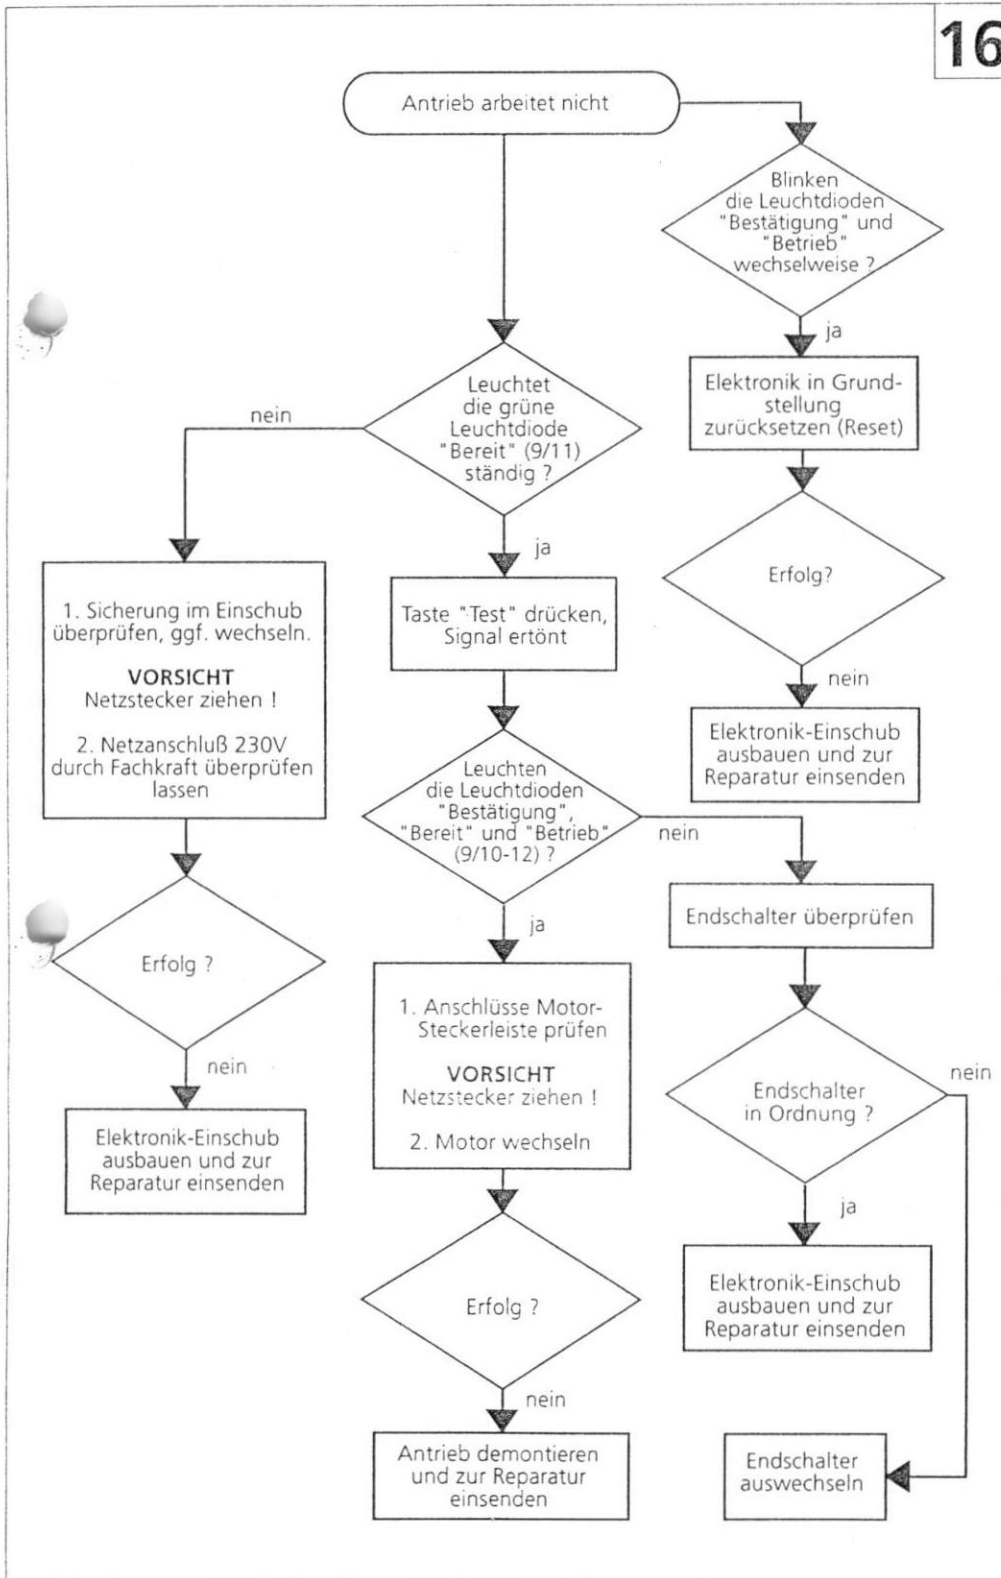 16
Antrieb arbeitet nicht
Blinken
die Leuchtdioden
"Bestätigung" und
"Betrieb"
wechselweise ?
ja
Elektronik in Grund-
stellung
zurücksetzen (Reset)
Erfolg?
nein
Elektronik-Einschub
ausbauen und zur
Reparatur einsenden
Leuchtet
die grüne
Leuchtdiode
"Bereit" (9/11)
ständig ?
nein
1. Sicherung im Einschub
überprüfen, ggf. wechseln.
VORSICHT
Netzstecker ziehen !
2. Netzanschluß 230V
durch Fachkraft überprüfen
lassen
Erfolg ?
nein
Elektronik-Einschub
ausbauen und zur
Reparatur einsenden
ja
Taste "Test" drücken,
Signal ertönt
Leuchten
die Leuchtdioden
"Bestätigung",
"Bereit" und "Betrieb"
(9/10-12) ?
ja
1. Anschlüsse Motor-
Steckerleiste prüfen
VORSICHT
Netzstecker ziehen !
2. Motor wechseln
Erfolg ?
nein
Antrieb demontieren
und zur Reparatur
einsenden
nein
Endschalter überprüfen
Endschalter
in Ordnung ?
ja
Elektronik-Einschub
ausbauen und zur
Reparatur einsenden
nein
Endschalter
auswechseln